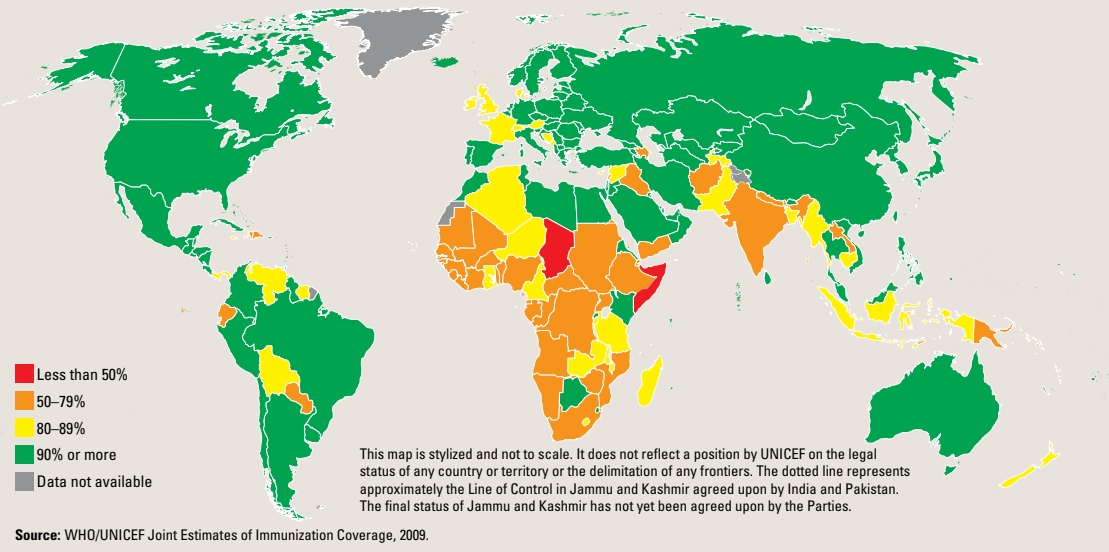 Less than 50%
50–79%
80–89%
90% or more
Data not available
This map is stylized and not to scale. It does not reflect a position by UNICEF on the legal
status of any country or territory or the delimitation of any frontiers. The dotted line represents
approximately the Line of Control in Jammu and Kashmir agreed upon by India and Pakistan.
The final status of Jammu and Kashmir has not yet been agreed upon by the Parties.
Source: WHO/UNICEF Joint Estimates of Immunization Coverage, 2009.